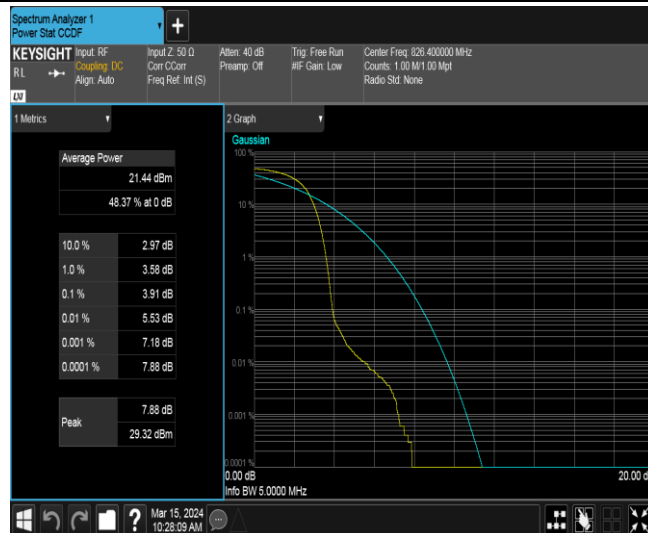 Spectrum Analyzer 1
Power Stat CCDF
+
KEYSIGHT
RL
Input: RF
Coupling: DC
Align: Auto
Input Z: 50 Ω
Corr CCorr
Freq Ref: Int (S)
Atten: 40 dB
Preamp: Off
Trig: Free Run
#IF Gain: Low
Center Freq: 826.400000 MHz
Counts: 1.00 M/1.00 Mpt
Radio Std: None
1 Metrics
Average Power
21.44 dBm
48.37 % at 0 dB
10.0 % 2.97 dB
1.0 % 3.58 dB
0.1 % 3.91 dB
0.01 % 5.53 dB
0.001 % 7.18 dB
0.0001 % 7.88 dB
Peak
7.88 dB
29.32 dBm
2 Graph
Gaussian
100 %
10 %
1 %
0.1 %
0.01 %
0.001 %
0.0001 %
0.00 dB
20.00 d
Info BW 5.0000 MHz
?
Mar 15, 2024
10:28:09 AM